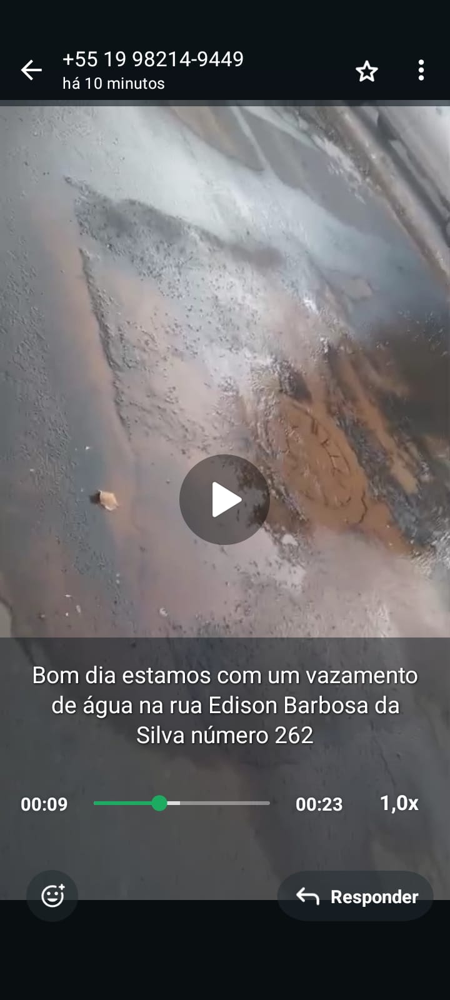 +55 19 98214-9449
há 10 minutos
Bom dia estamos com um vazamento
de água na rua Edison Barbosa da
Silva número 262
00:09
00:23
1,0x
Responder